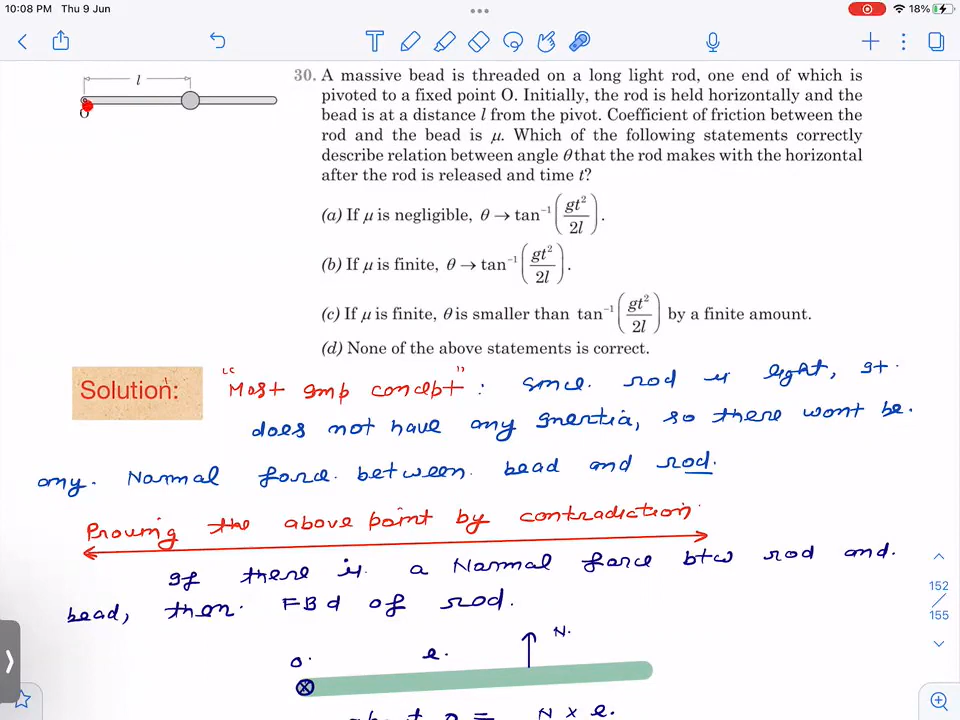 10:08 PM Thu 9 Jun
18%
l
30. A massive bead is threaded on a long light rod, one end of which is
pivoted to a fixed point O. Initially, the rod is held horizontally and the
bead is at a distance l from the pivot. Coefficient of friction between the
rod and the bead is μ. Which of the following statements correctly
describe relation between angle θ that the rod makes with the horizontal
after the rod is released and time t?
O
(a) If μ is negligible, θ → tan⁻¹(gt²/2l).
(b) If μ is finite, θ → tan⁻¹(gt²/2l).
(c) If μ is finite, θ is smaller than tan⁻¹(gt²/2l) by a finite amount.
(d) None of the above statements is correct.
Solution:
"Most Imp concept" : Since rod is light, It
does not have any Inertia, so there wont be.
any. Normal force. between. bead and rod.
Proving the above point by contradiction.
If there is. a Normal force btw rod and.
bead, then. FBd of rod.
N.
O. l.
about O = N x l.
152
/
155